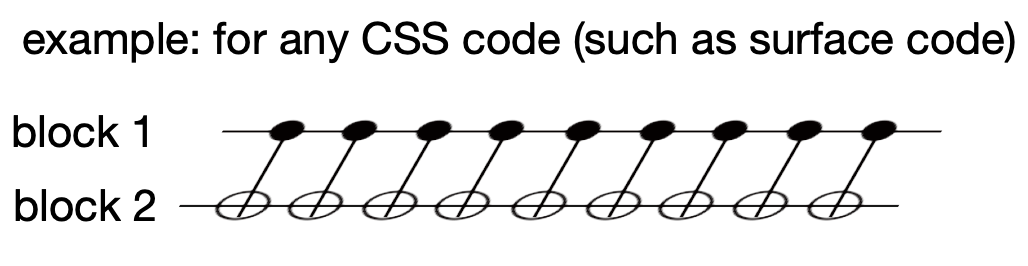 example: for any CSS code (such as surface code)
block 1
block 2